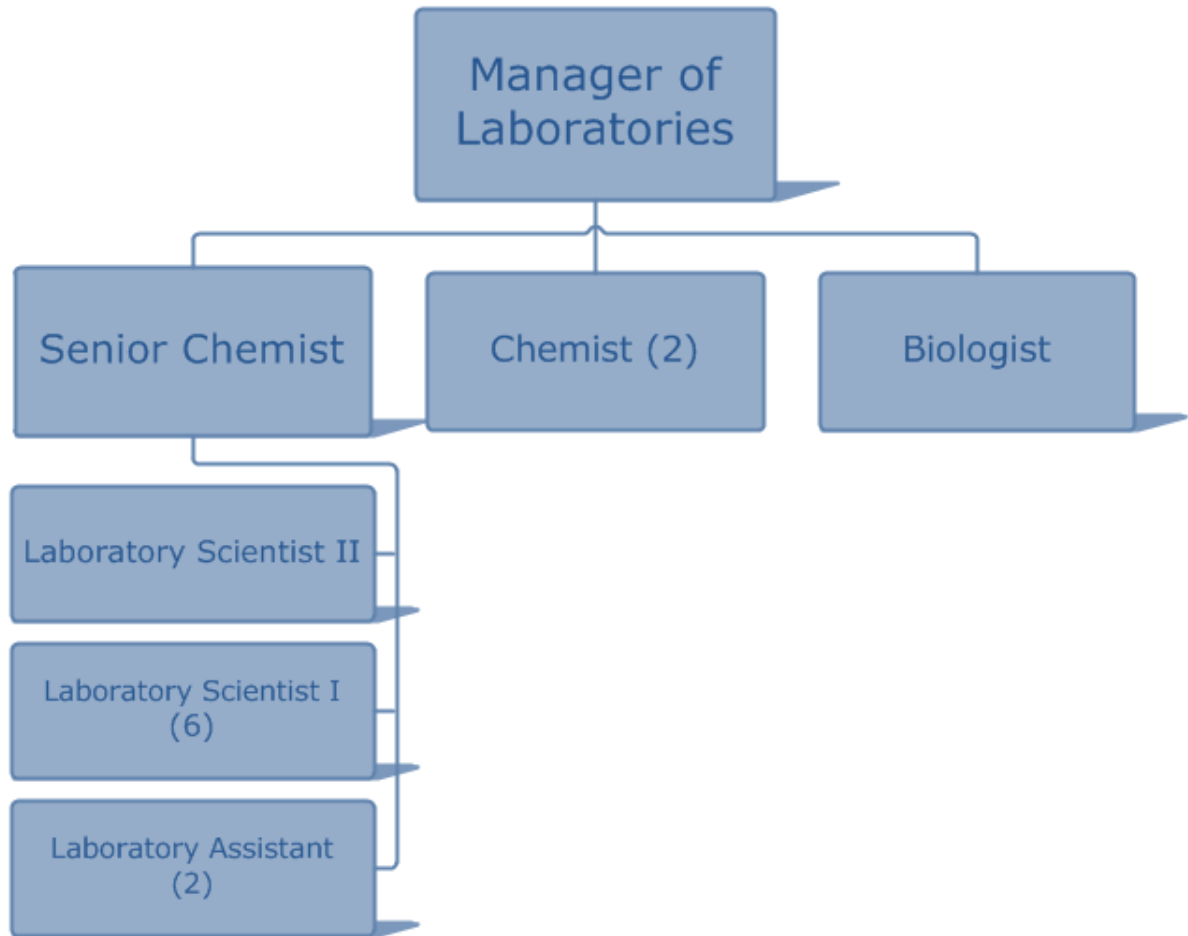 Manager of
Laboratories
Senior Chemist
Chemist (2)
Biologist
Laboratory Scientist II
Laboratory Scientist I
(6)
Laboratory Assistant
(2)